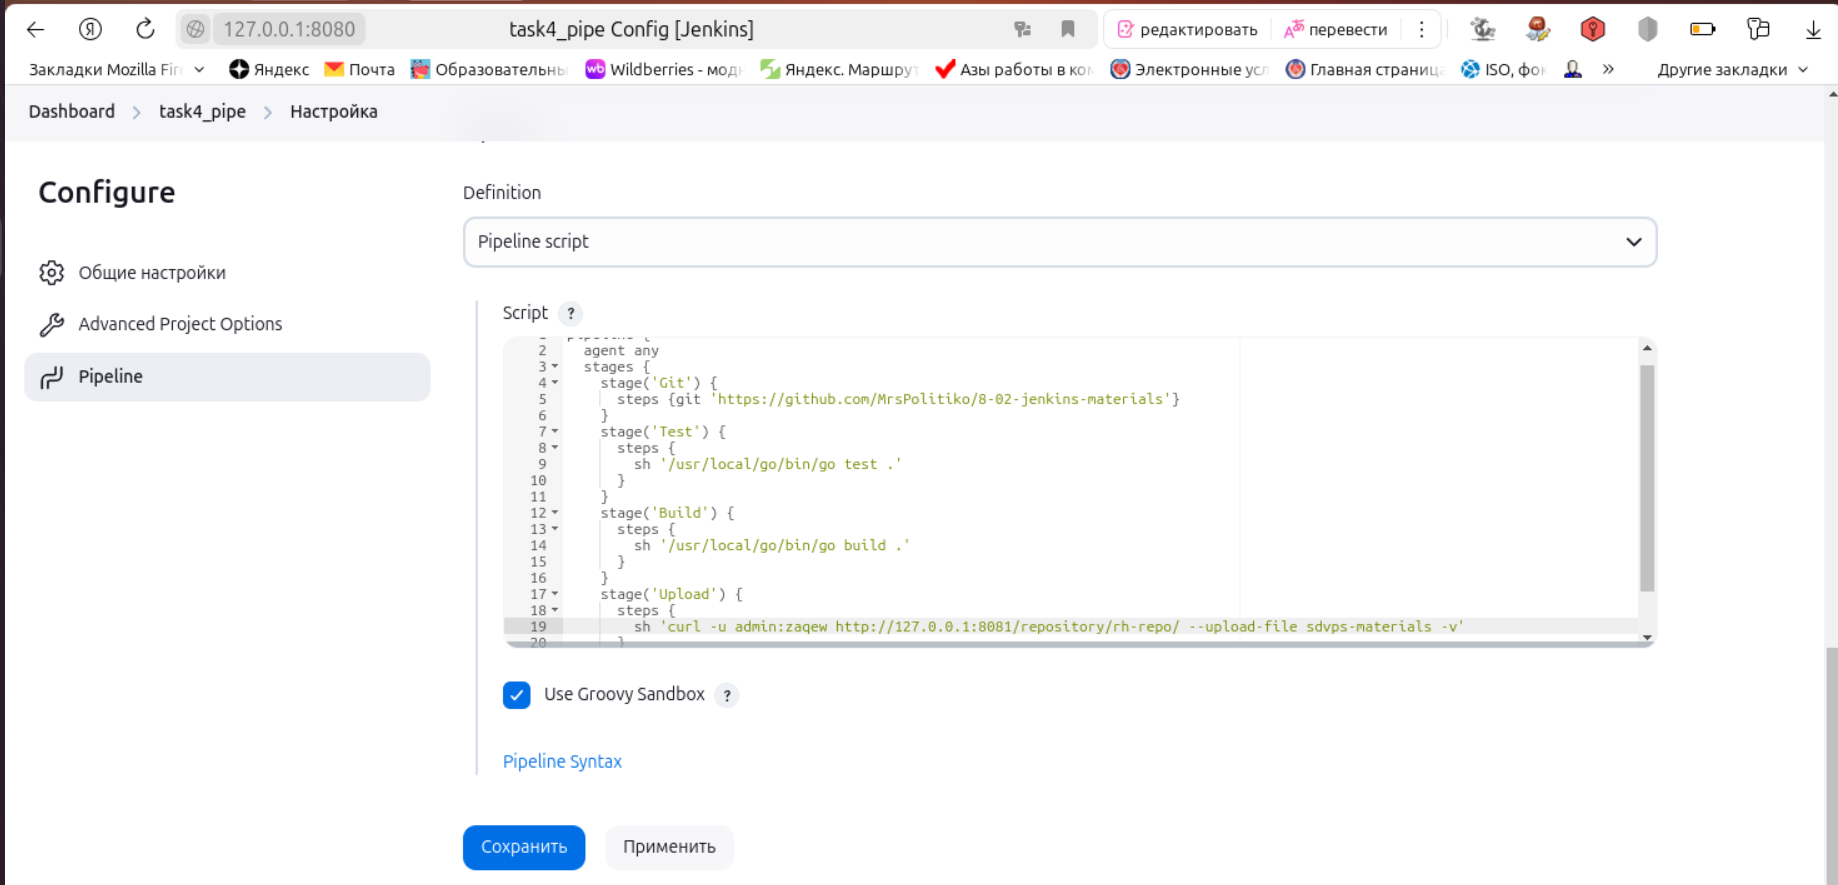 127.0.0.1:8080
task4_pipe Config [Jenkins]
редактировать
перевести
Закладки Mozilla Fir
Яндекс
Почта
Образовательны
Wildberries - мод
Яндекс. Маршрут
Азы работы в ко
Электронные усл
Главная страниц
ISO, фо
»
Другие закладки
Dashboard > task4_pipe > Настройка
Configure
Общие настройки
Advanced Project Options
Pipeline
Definition
Pipeline script
Script ?
1 pipeline {
2 agent any
3 stages {
4 stage('Git') {
5 steps {git 'https://github.com/MrsPolitiko/8-02-jenkins-materials'}
6 }
7 stage('Test') {
8 steps {
9 sh '/usr/local/go/bin/go test .'
10 }
11 }
12 stage('Build') {
13 steps {
14 sh '/usr/local/go/bin/go build .'
15 }
16 }
17 stage('Upload') {
18 steps {
19 sh 'curl -u admin:zaqew http://127.0.0.1:8081/repository/rh-repo/ --upload-file sdvps-materials -v'
20 }
Use Groovy Sandbox ?
Pipeline Syntax
Сохранить
Применить